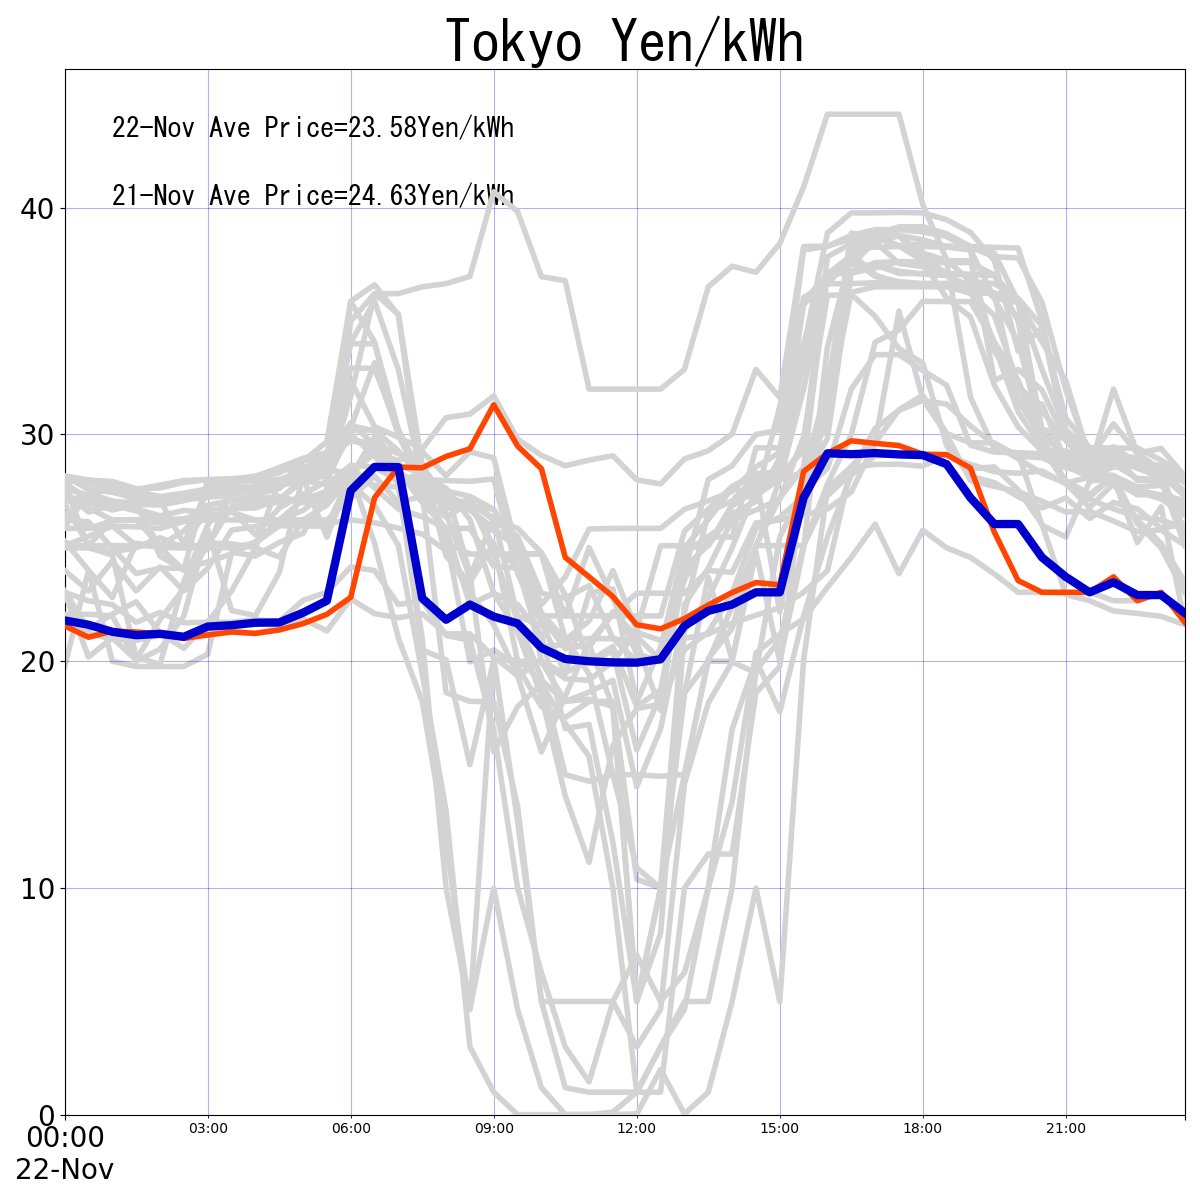 Tokyo Yen/kWh
22-Nov Ave Price=23.58Yen/kWh
21-Nov Ave Price=24.63Yen/kWh
40
30
20
10
0
00:00 03:00 06:00 09:00 12:00 15:00 18:00 21:00
22-Nov